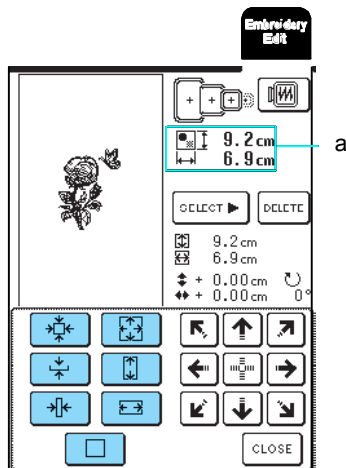 Embroidery
Edit
9.2cm
6.9cm
a
SELECT
DELETE
9.2cm
6.9cm
+ 0.00cm
+ 0.00cm 0°
CLOSE